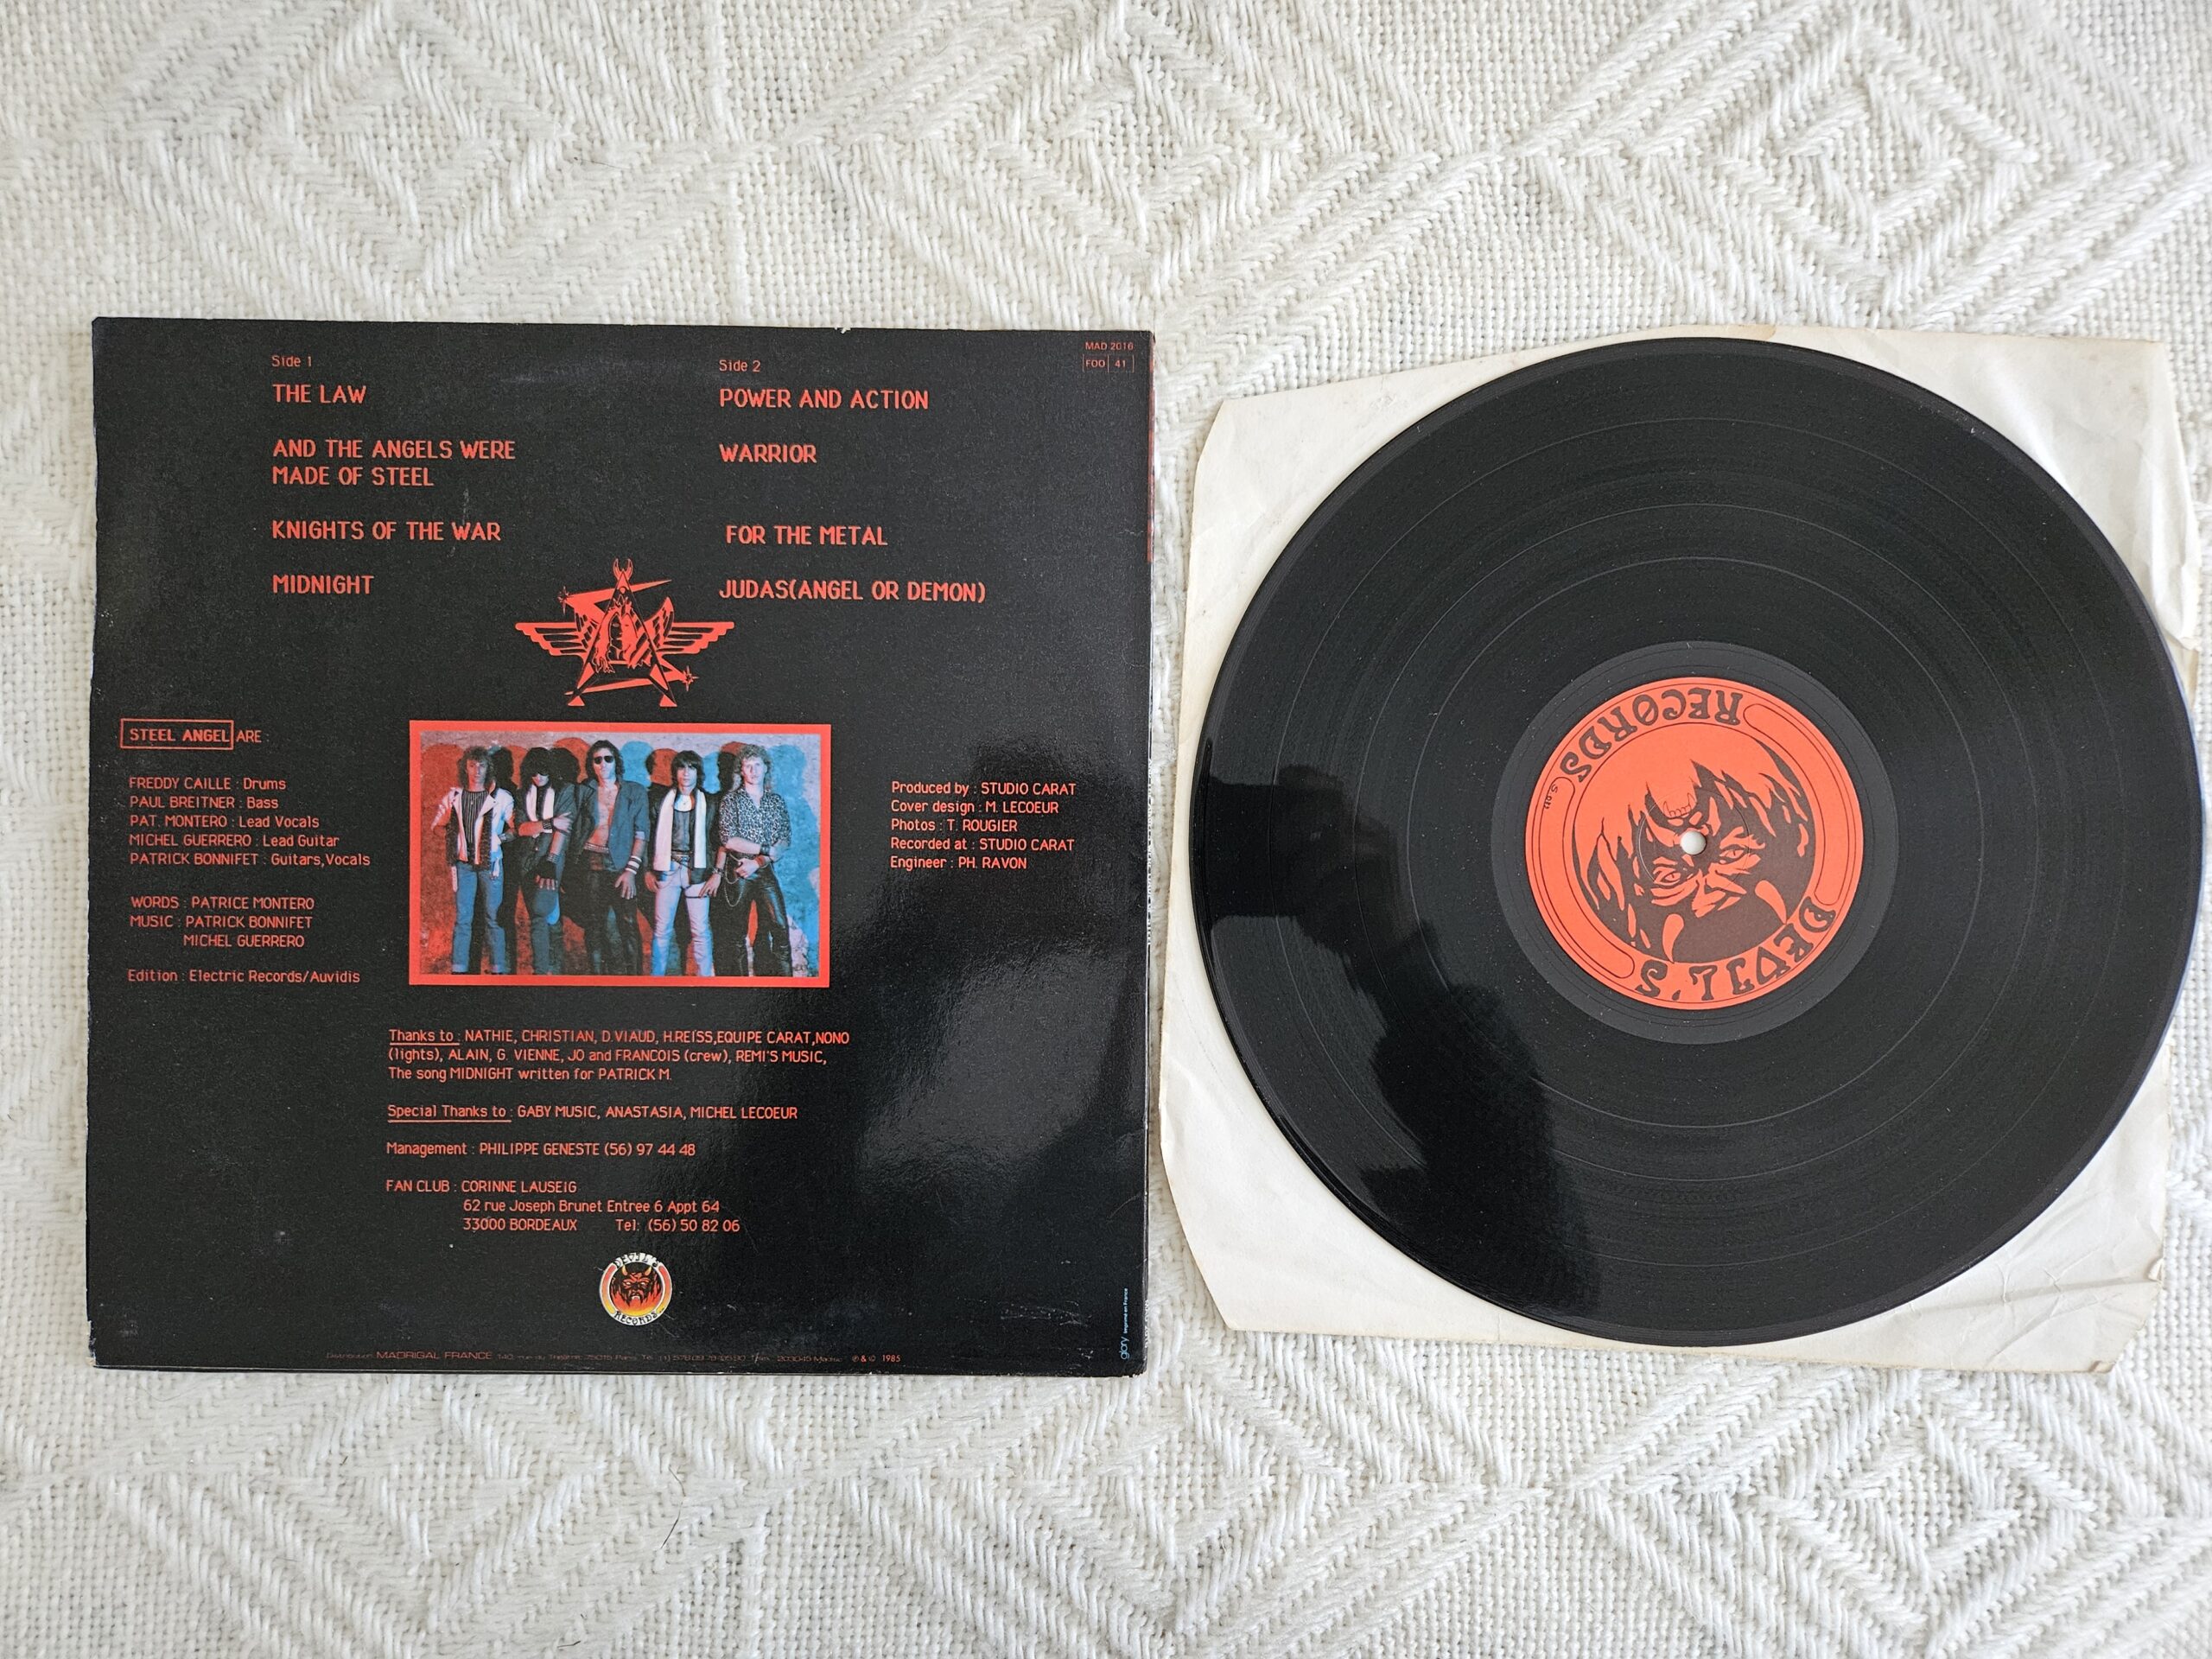 Side 1
THE LAW
AND THE ANGELS WERE
MADE OF STEEL
KNIGHTS OF THE WAR
MIDNIGHT
Side 2
POWER AND ACTION
WARRIOR
FOR THE METAL
JUDAS(ANGEL OR DEMON)
MAD 2016
FOO 41
STEEL ANGEL ARE :
FREDDY CAILLE : Drums
PAUL BREITNER : Bass
PAT. MONTERO : Lead Vocals
MICHEL GUERRERO : Lead Guitar
PATRICK BONNIFET : Guitars,Vocals
WORDS : PATRICE MONTERO
MUSIC : PATRICK BONNIFET
MICHEL GUERRERO
Edition : Electric Records/Auvidis
Produced by : STUDIO CARAT
Cover design : M. LECOEUR
Photos : T. ROUGIER
Recorded at : STUDIO CARAT
Engineer : PH. RAVON
Thanks to : NATHIE, CHRISTIAN, D.VIAUD, H.REISS,EQUIPE CARAT,NONO
(lights), ALAIN, G. VIENNE, JO and FRANCOIS (crew), REMI'S MUSIC,
The song MIDNIGHT written for PATRICK M.
Special Thanks to : GABY MUSIC, ANASTASIA, MICHEL LECOEUR
Management : PHILIPPE GENESTE (56) 97 44 48
FAN CLUB : CORINNE LAUSEIG
62 rue Joseph Brunet Entree 6 Appt 64
33000 BORDEAUX Tel: (56) 50 82 06
DEVIL'S
RECORDS
Distribution MADRIGAL FRANCE
℗ & © 1985
glory imprimé en France
DEVIL'S
RECORDS